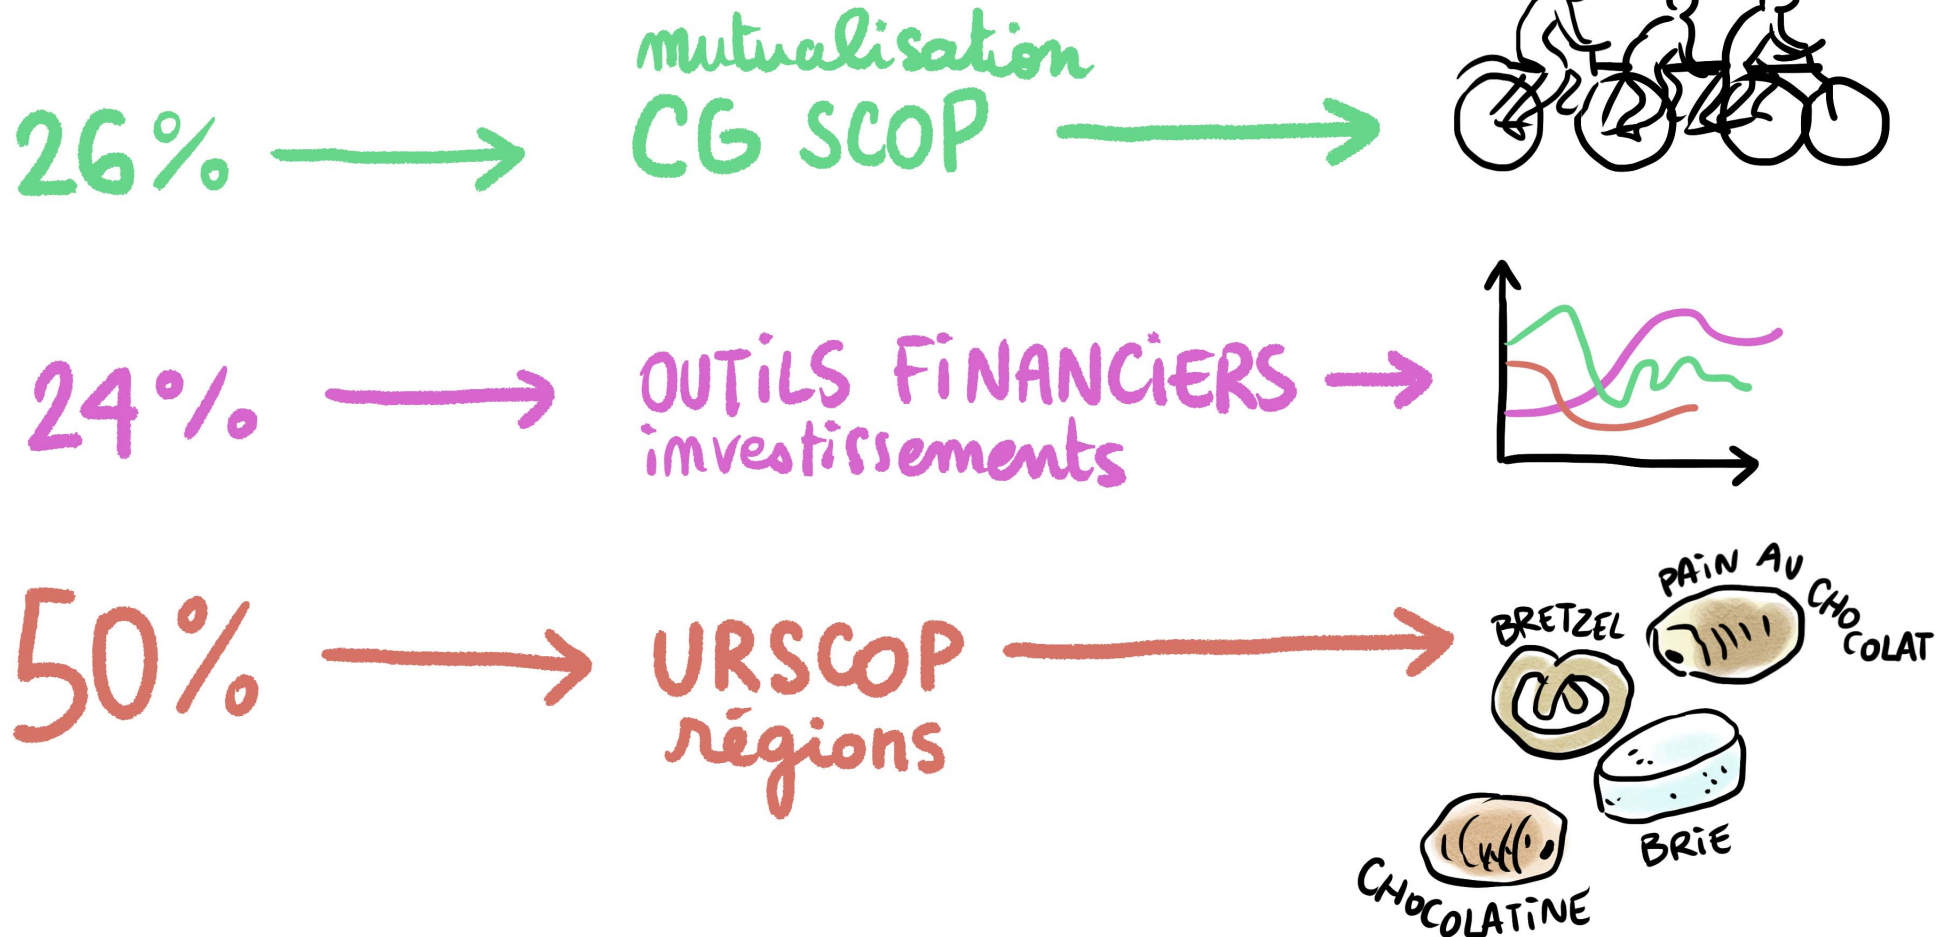 mutualisation
26% CG SCOP
24% OUTiLS FiNANCiERS
investissements
50% URSCOP
régions
PAiN AU CHOCOLAT
BRETZEL
BRiE
CHOCOLATiNE